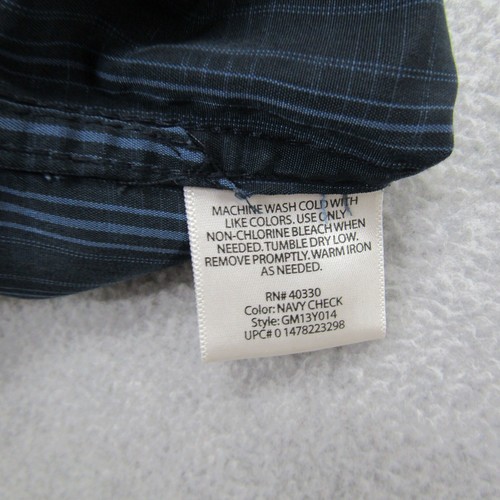 MACHINE WASH COLD WITH
LIKE COLORS. USE ONLY
NON-CHLORINE BLEACH WHEN
NEEDED. TUMBLE DRY LOW.
REMOVE PROMPTLY. WARM IRON
AS NEEDED.
RN# 40330
Color: NAVY CHECK
Style: GM13Y014
UPC# 0 1478223298